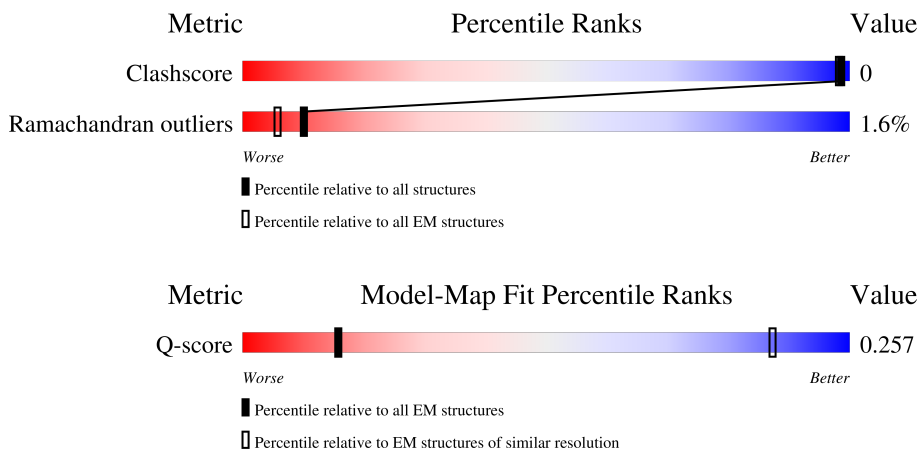 Metric Percentile Ranks Value
Clashscore 0
Ramachandran outliers 1.6%
Worse Better
Percentile relative to all structures
Percentile relative to all EM structures
Metric Model-Map Fit Percentile Ranks Value
Q-score 0.257
Worse Better
Percentile relative to all EM structures
Percentile relative to EM structures of similar resolution